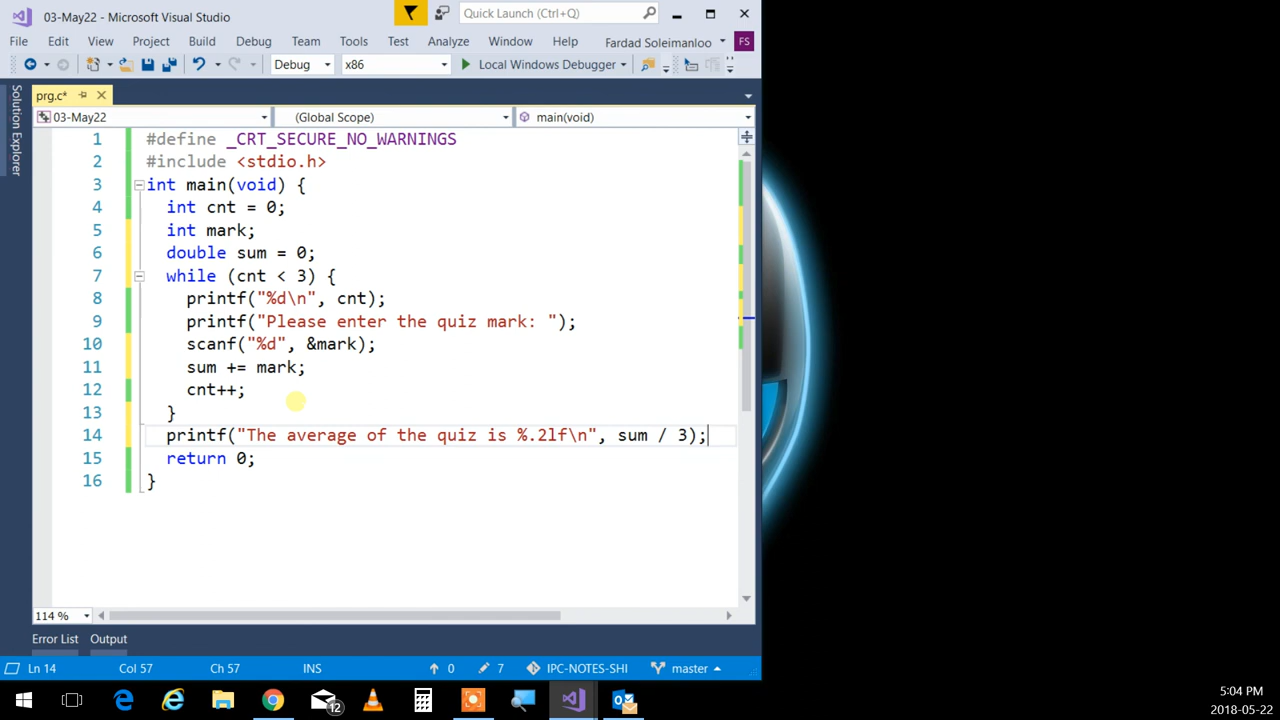 03-May22 - Microsoft Visual Studio
Quick Launch (Ctrl+Q)
File Edit View Project Build Debug Team Tools Test Analyze Window Help Fardad Soleimanloo FS
Debug x86 Local Windows Debugger
Solution Explorer
prg.c*
03-May22 (Global Scope) main(void)
1 #define _CRT_SECURE_NO_WARNINGS
2 #include <stdio.h>
3 int main(void) {
4 int cnt = 0;
5 int mark;
6 double sum = 0;
7 while (cnt < 3) {
8 printf("%d\n", cnt);
9 printf("Please enter the quiz mark: ");
10 scanf("%d", &mark);
11 sum += mark;
12 cnt++;
13 }
14 printf("The average of the quiz is %.2lf\n", sum / 3);
15 return 0;
16 }
114 %
Error List Output
Ln 14 Col 57 Ch 57 INS 0 7 IPC-NOTES-SHI master
12
5:04 PM
2018-05-22